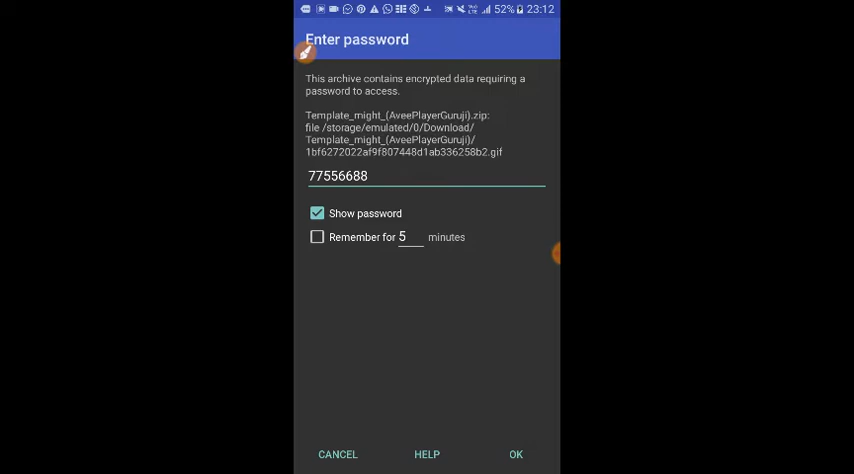 52% 23:12
Enter password
This archive contains encrypted data requiring a
password to access.
Template_might_(AveePlayerGuruji).zip:
file /storage/emulated/0/Download/
Template_might_(AveePlayerGuruji)/
1bf6272022af9f807448d1ab336258b2.gif
77556688
Show password
Remember for 5 minutes
CANCEL HELP OK